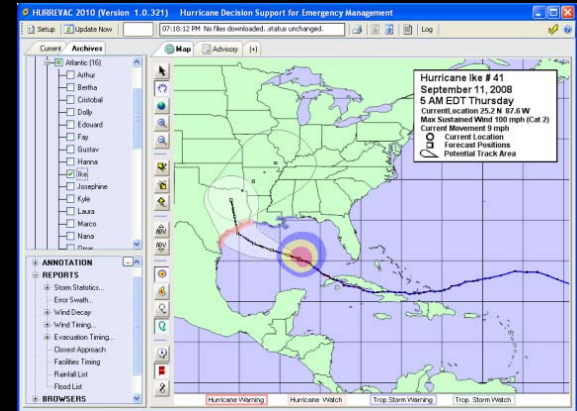 HURREVAC 2010 (Version 1.0.321) Hurricane Decision Support for Emergency Management
Setup Update Now 07:18:12 PM No files downloaded..status unchanged. Log
Current Archives Map Advisory (+)
Atlantic (16)
Arthur
Bertha
Cristobal
Dolly
Edouard
Fay
Gustav
Hanna
Ike
Josephine
Kyle
Laura
Marco
Nana
Omar
ANNOTATION
REPORTS
Storm Statistics...
Error Swath...
Wind Decay
Wind Timing...
Evacuation Timing...
Closest Approach
Facilities Timing
Rainfall List
Flood List
BROWSERS
Hurricane Ike # 41
September 11, 2008
5 AM EDT Thursday
CurrentLocation 25.2 N 87.6 W
Max Sustained Wind 100 mph (Cat 2)
Current Movement 9 mph
Current Location
Forecast Positions
Potential Track Area
Hurricane Warning Hurricane Watch Trop. Storm Warning Trop. Storm Watch